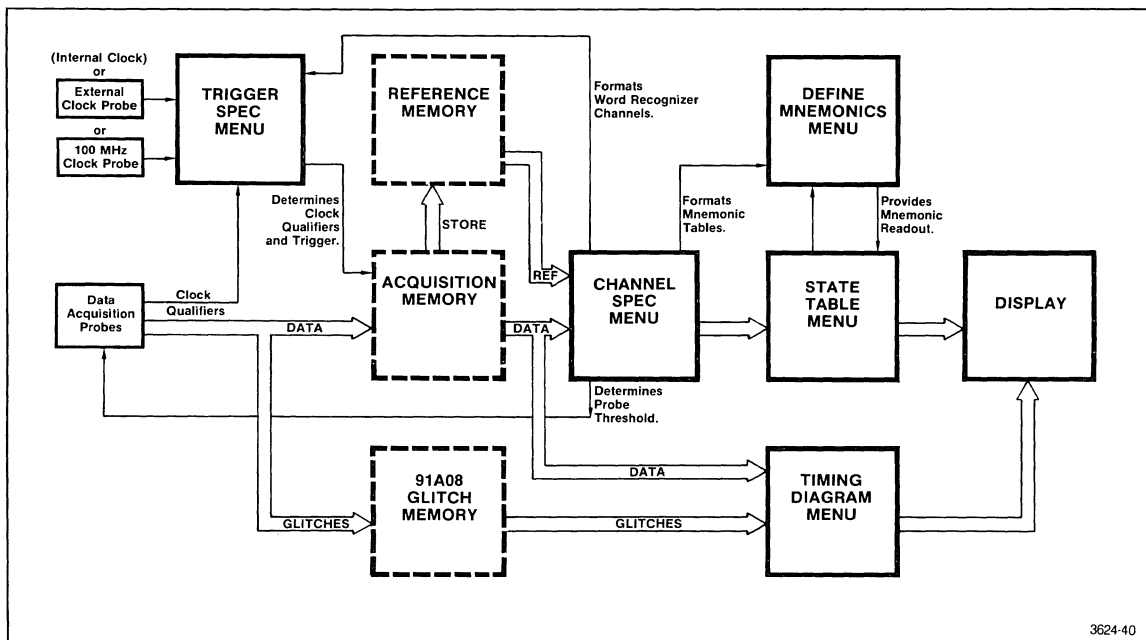 (Internal Clock)
or
External
Clock Probe
or
100 MHz
Clock Probe
TRIGGER
SPEC
MENU
REFERENCE
MEMORY
Formats
Word Recognizer
Channels.
DEFINE
MNEMONICS
MENU
Determines
Clock
Qualifiers
and Trigger.
STORE
Formats
Mnemonic
Tables.
Provides
Mnemonic
Readout.
REF
Data
Acquisition
Probes
Clock
Qualifiers
DATA
ACQUISITION
MEMORY
DATA
CHANNEL
SPEC
MENU
STATE
TABLE
MENU
DISPLAY
Determines
Probe
Threshold.
91A08
GLITCH
MEMORY
DATA
GLITCHES
GLITCHES
TIMING
DIAGRAM
MENU
3624-40